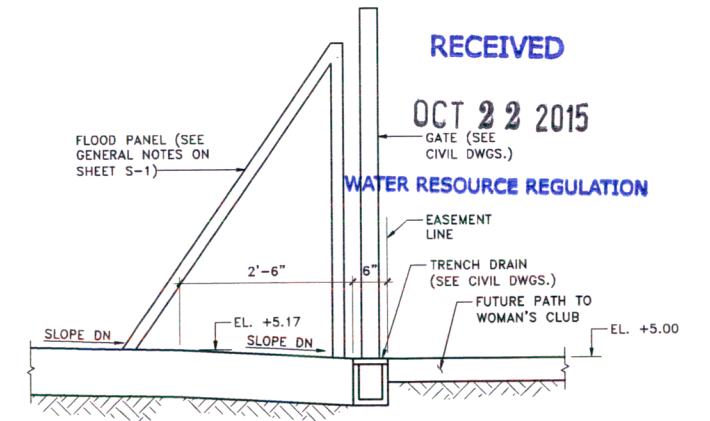 RECEIVED
OCT 22 2015
WATER RESOURCE REGULATION
FLOOD PANEL (SEE
GENERAL NOTES ON
SHEET S-1)
GATE (SEE
CIVIL DWGS.)
EASEMENT
LINE
2'-6"
6"
TRENCH DRAIN
(SEE CIVIL DWGS.)
FUTURE PATH TO
WOMAN'S CLUB
EL. +5.17
EL. +5.00
SLOPE DN
SLOPE DN